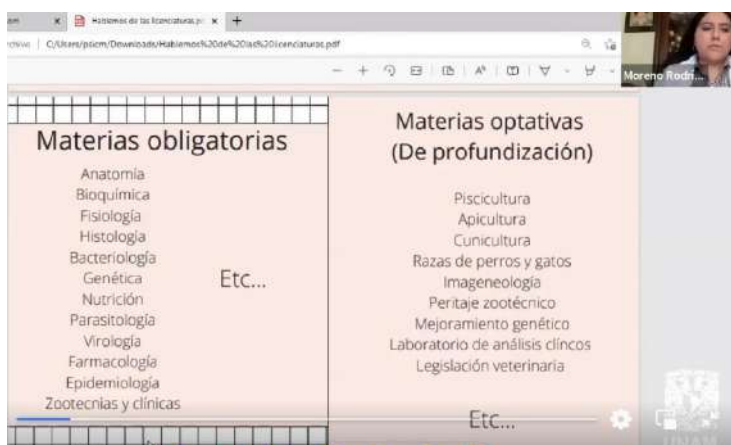 Hablemos de las licenciaturas.p
C:/Users/psicm/Downloads/Hablemos%20de%20las%20licenciaturas.pdf
Moreno Rodrí...
Materias obligatorias
Anatomía
Bioquímica
Fisiología
Histología
Bacteriología
Genética
Nutrición
Parasitología
Virología
Farmacología
Epidemiología
Zootecnias y clínicas
Etc...
Materias optativas
(De profundización)
Piscicultura
Apicultura
Cunicultura
Razas de perros y gatos
Imageneología
Peritaje zootécnico
Mejoramiento genético
Laboratorio de análisis clíncos
Legislación veterinaria
Etc...